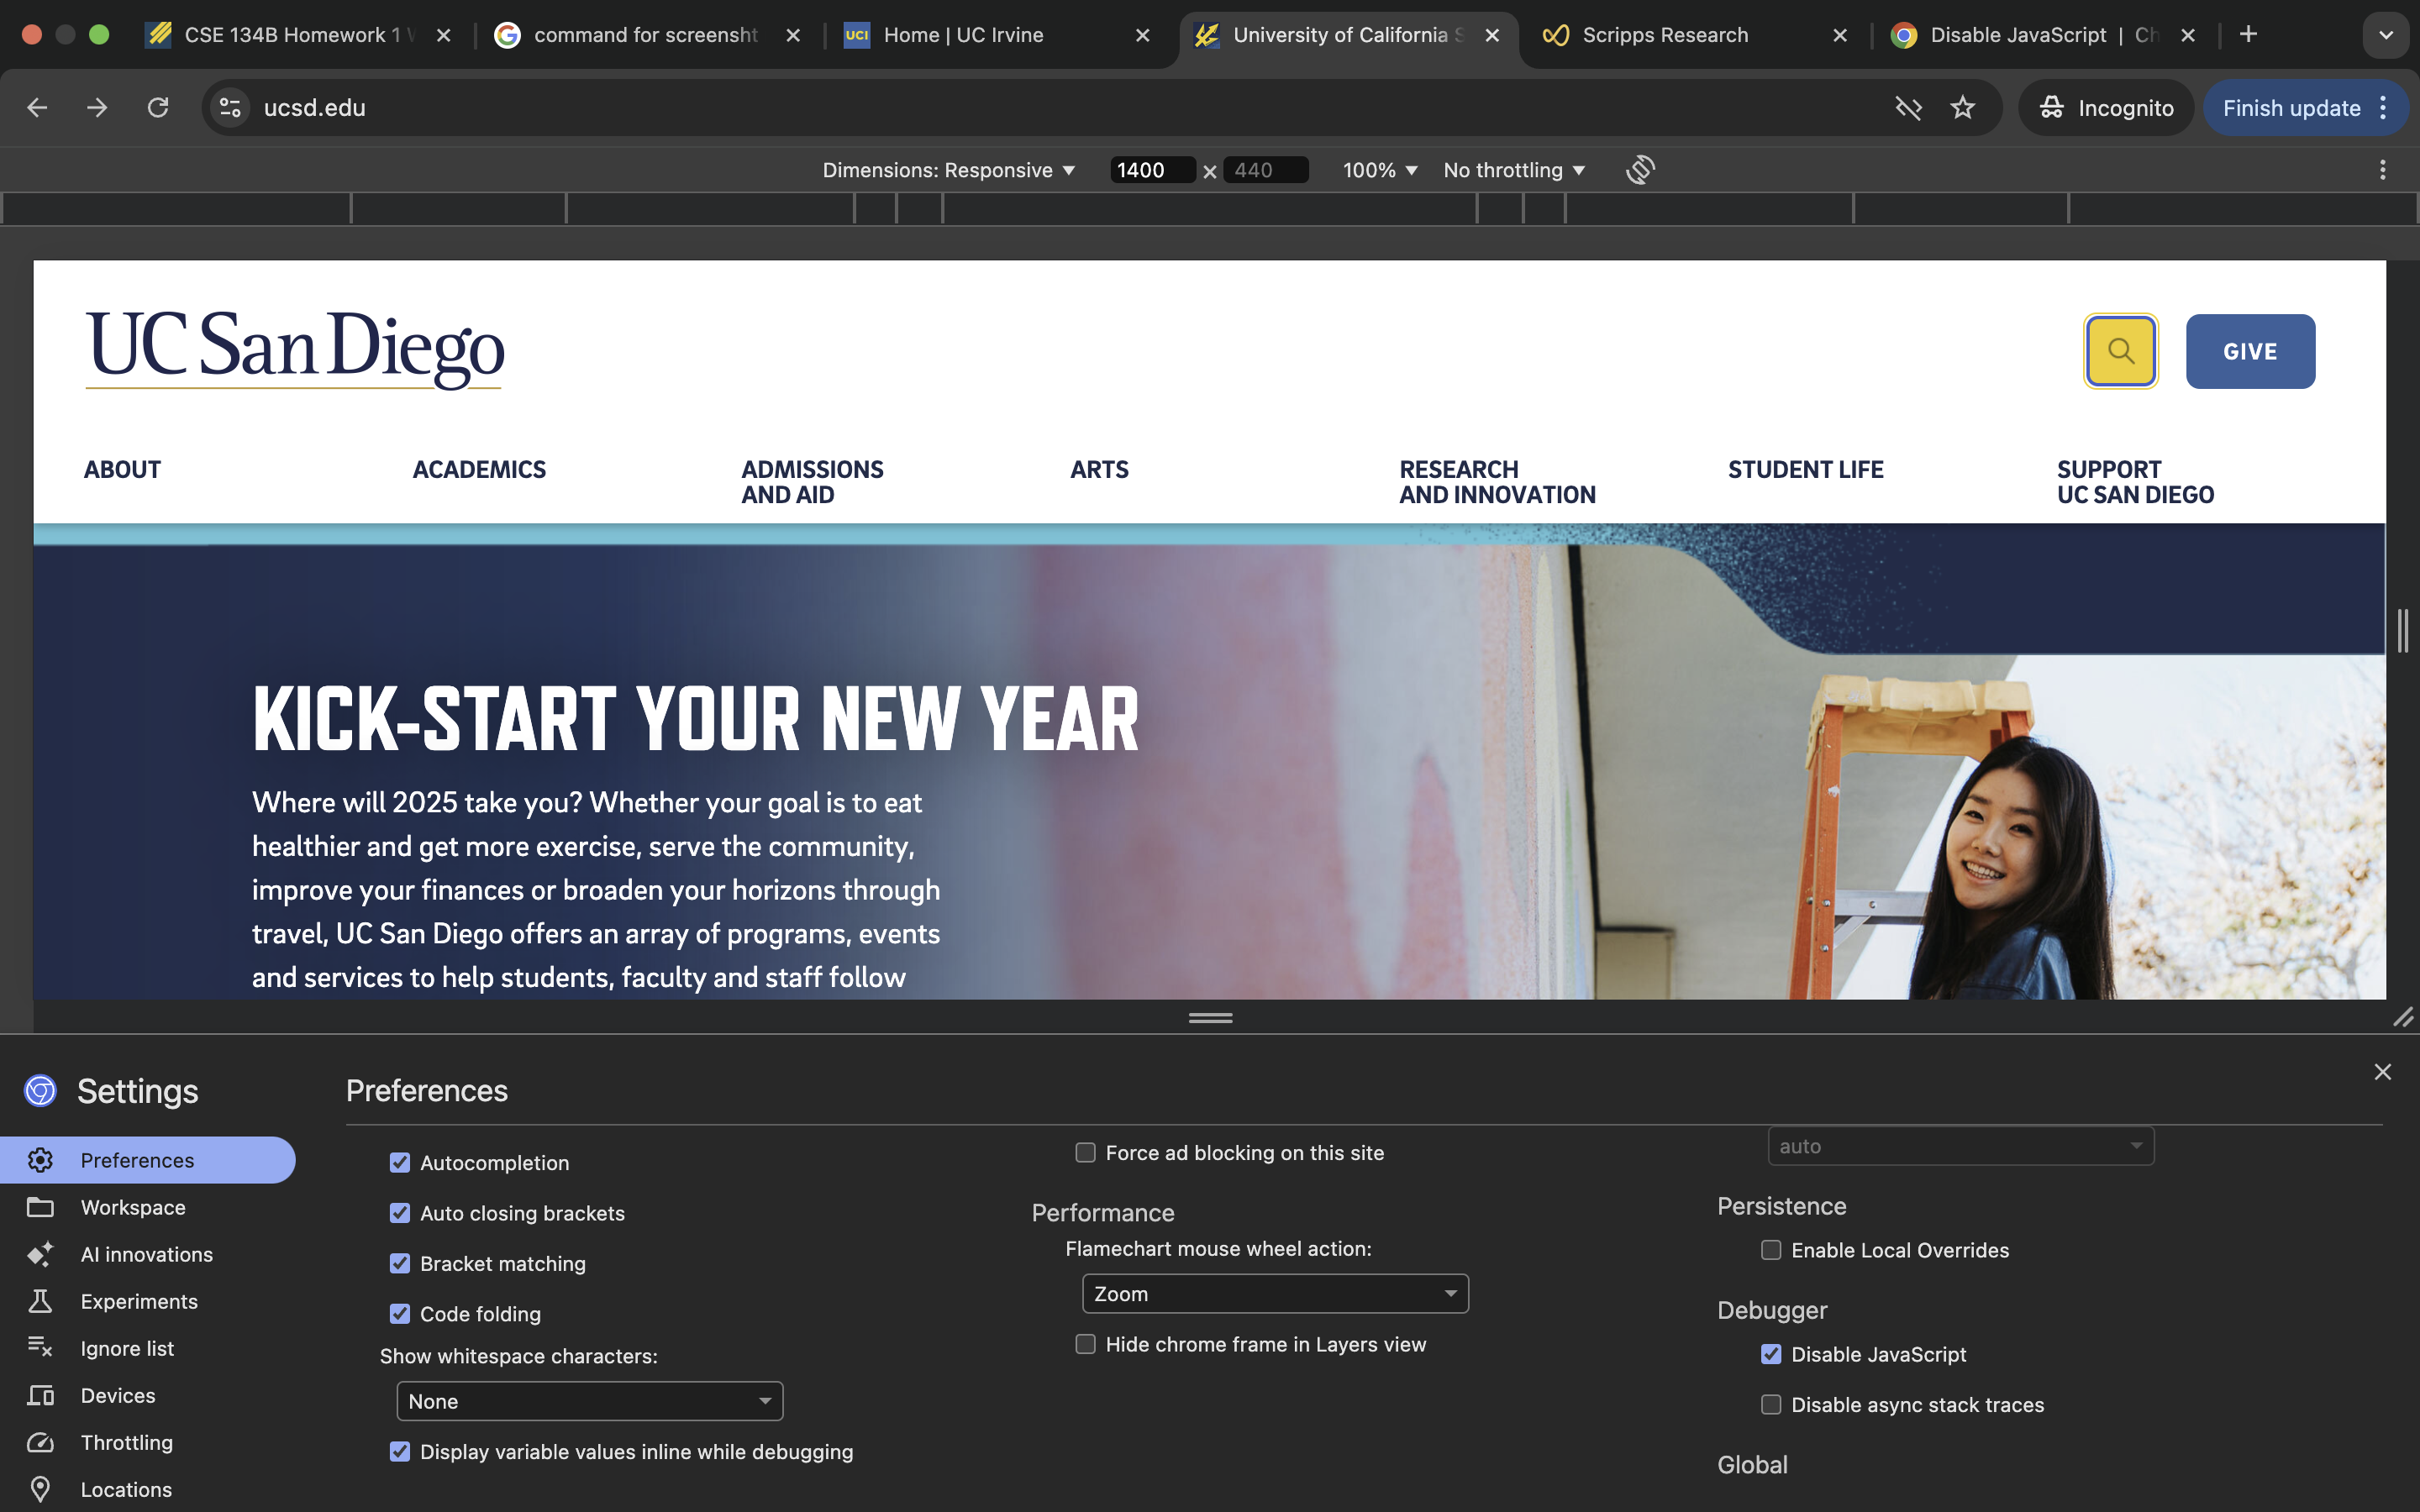 CSE 134B Homework 1
command for screensht
UCI
Home | UC Irvine
University of California
Scripps Research
Disable JavaScript | Ch
ucsd.edu
Incognito
Finish update
Dimensions: Responsive
1400 × 440
100%
No throttling
UC San Diego
GIVE
ABOUT
ACADEMICS
ADMISSIONS
AND AID
ARTS
RESEARCH
AND INNOVATION
STUDENT LIFE
SUPPORT
UC SAN DIEGO
KICK-START YOUR NEW YEAR
Where will 2025 take you? Whether your goal is to eat
healthier and get more exercise, serve the community,
improve your finances or broaden your horizons through
travel, UC San Diego offers an array of programs, events
and services to help students, faculty and staff follow
Settings
Preferences
Workspace
AI innovations
Experiments
Ignore list
Devices
Throttling
Locations
Preferences
Autocompletion
Auto closing brackets
Bracket matching
Code folding
Show whitespace characters:
None
Display variable values inline while debugging
Force ad blocking on this site
Performance
Flamechart mouse wheel action:
Zoom
Hide chrome frame in Layers view
auto
Persistence
Enable Local Overrides
Debugger
Disable JavaScript
Disable async stack traces
Global